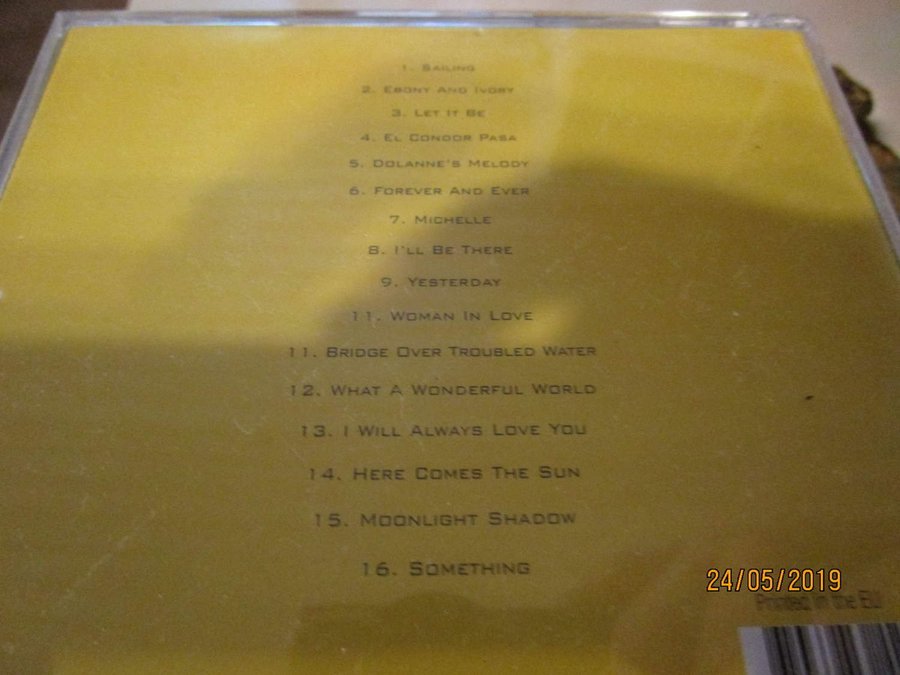 1. Sailing
2. Ebony And Ivory
3. Let It Be
4. El Condor Pasa
5. Dolanne's Melody
6. Forever And Ever
7. Michelle
8. I'll Be There
9. Yesterday
11. Woman In Love
11. Bridge Over Troubled Water
12. What A Wonderful World
13. I Will Always Love You
14. Here Comes The Sun
15. Moonlight Shadow
16. Something
24/05/2019
Printed in the EU